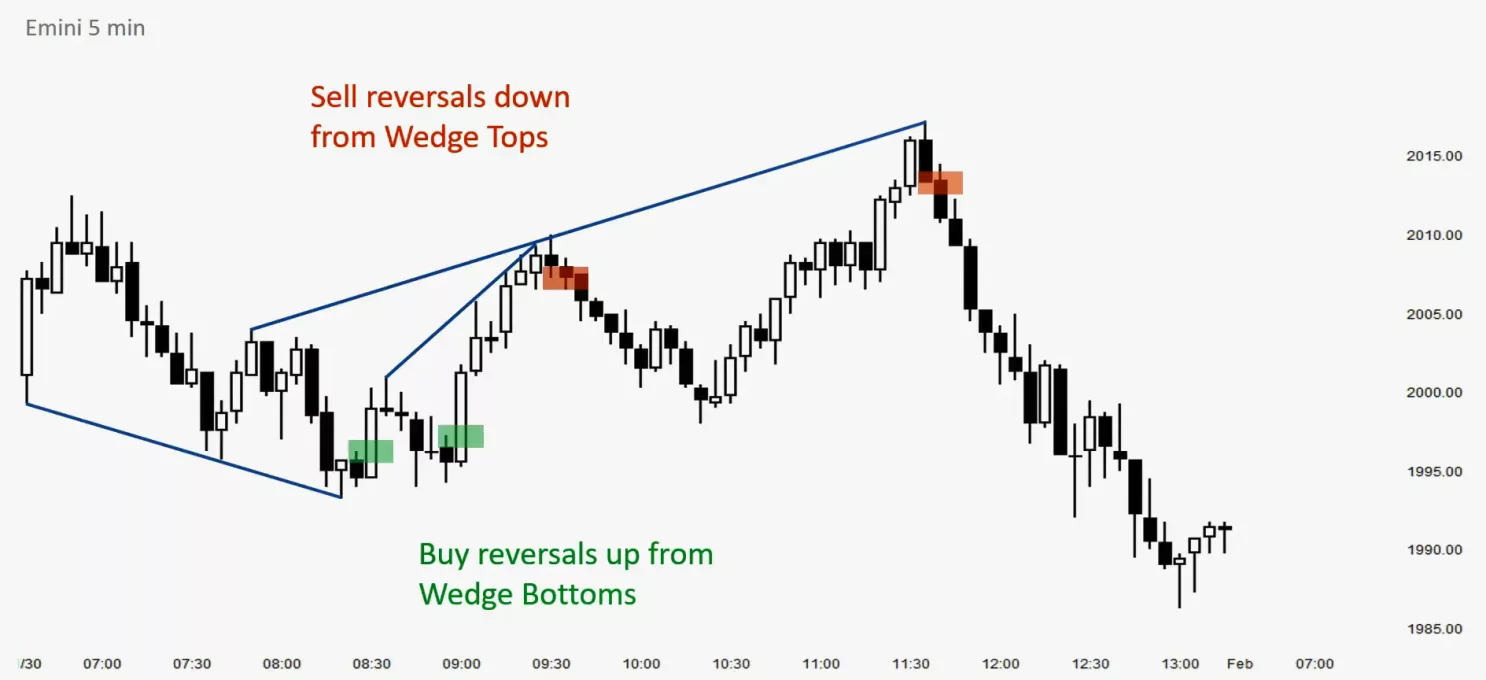 Emini 5 min
Sell reversals down
from Wedge Tops
2015.00
2010.00
2005.00
2000.00
1995.00
Buy reversals up from
Wedge Bottoms
1990.00
1985.00
/30 07:00 07:30 08:00 08:30 09:00 09:30 10:00 10:30 11:00 11:30 12:00 12:30 13:00 Feb 07:00